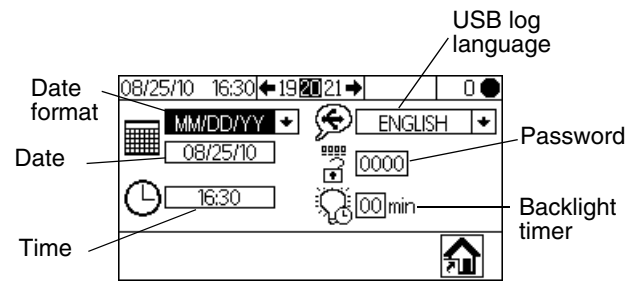 USB log
language
08/25/10 16:30 19 20 21 0
Date
format
MM/DD/YY
ENGLISH
Date
08/25/10
0000
Password
Time
16:30
00 min
Backlight
timer